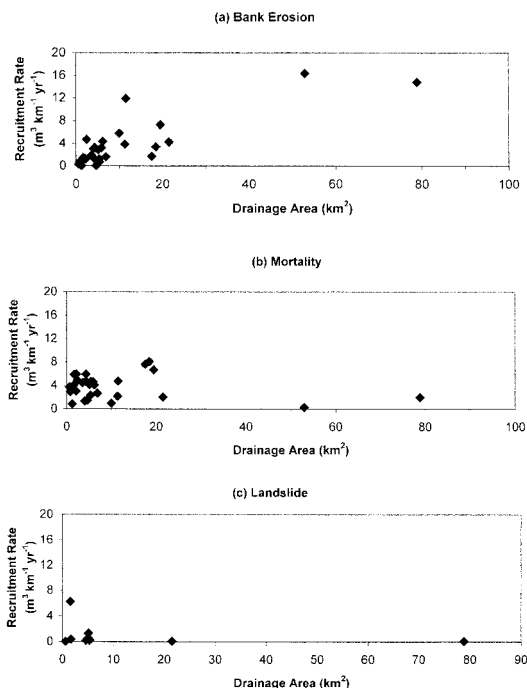 (a) Bank Erosion
Recruitment Rate
(m³ km⁻¹ yr⁻¹)
20
16
12
8
4
0
0 20 40 60 80 100
Drainage Area (km²)
(b) Mortality
Recruitment Rate
(m³ km⁻¹ yr⁻¹)
20
16
12
8
4
0
0 20 40 60 80 100
Drainage Area (km²)
(c) Landslide
Recruitment Rate
(m³ km⁻¹ yr⁻¹)
20
16
12
8
4
0
0 10 20 30 40 50 60 70 80 90
Drainage Area (km²)